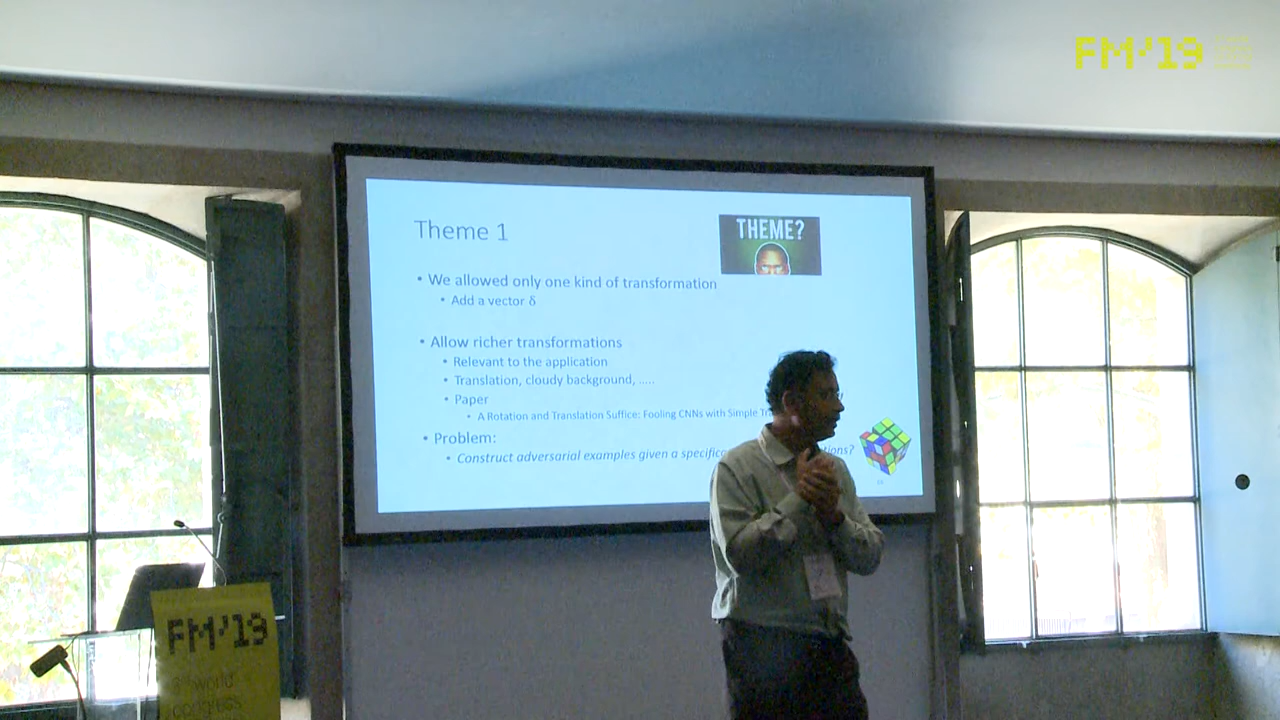 FM'19
Theme 1
THEME?
• We allowed only one kind of transformation
• Add a vector δ
• Allow richer transformations
• Relevant to the application
• Translation, cloudy background, .....
• Paper
• A Rotation and Translation Suffice: Fooling CNNs with Simple
• Problem:
• Construct adversarial examples given a
FM'19
world
congress